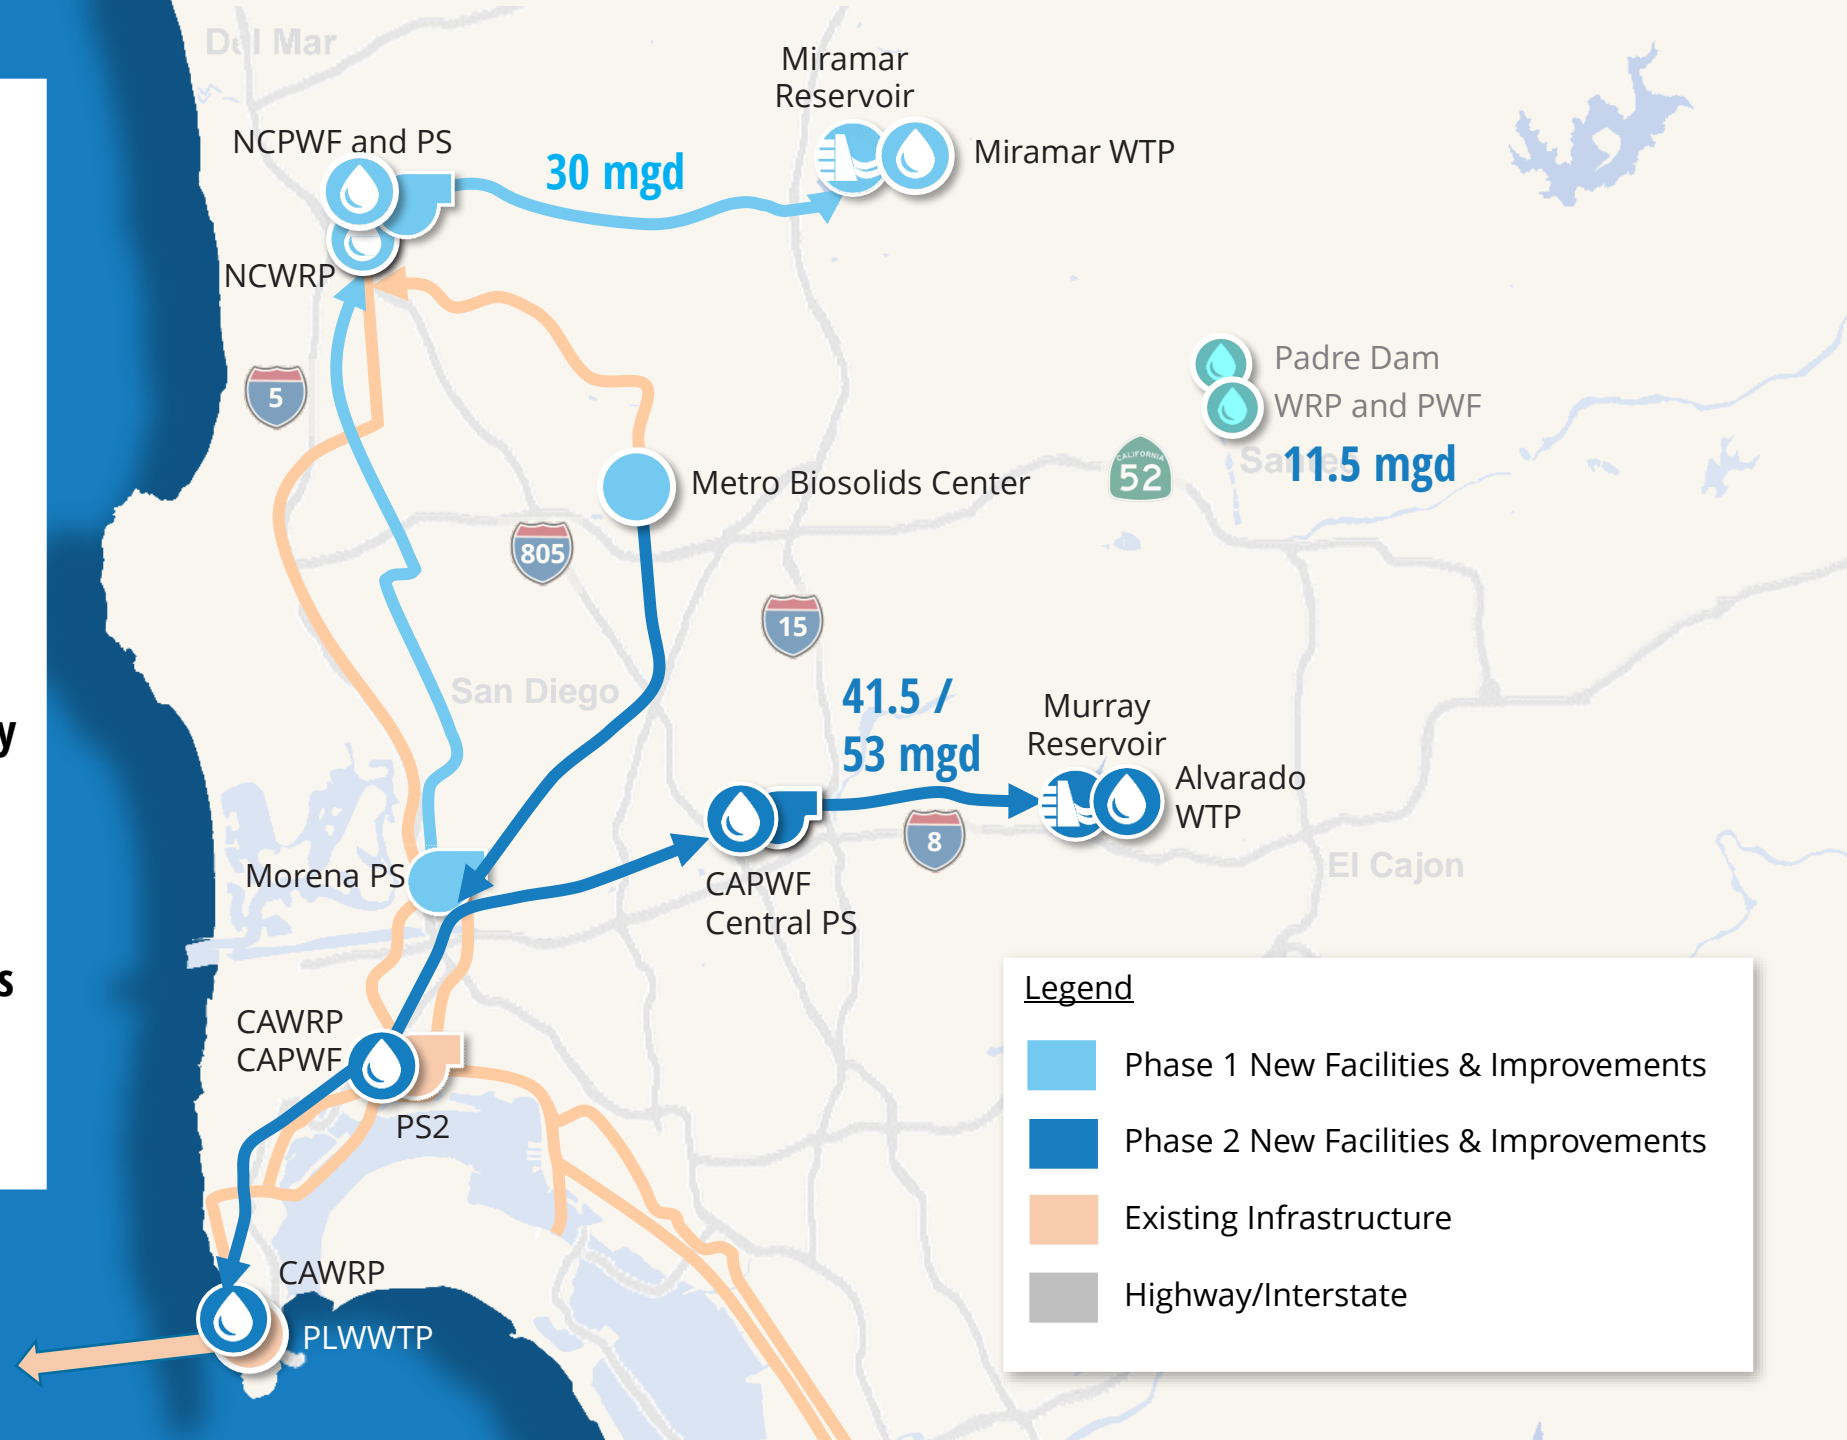 Del Mar
Miramar
Reservoir
Miramar WTP
NCPWF and PS
30 mgd
NCWRP
5
Padre Dam
WRP and PWF
Santee
11.5 mgd
CALIFORNIA
52
Metro Biosolids Center
805
15
San Diego
41.5 /
53 mgd
Murray
Reservoir
Alvarado
WTP
8
El Cajon
Morena PS
CAPWF
Central PS
y
s
CAWRP
CAPWF
PS2
CAWRP
PLWWTP
Legend
Phase 1 New Facilities & Improvements
Phase 2 New Facilities & Improvements
Existing Infrastructure
Highway/Interstate